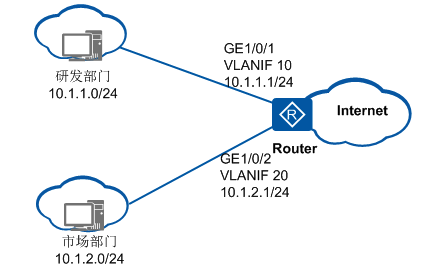 研发部门
10.1.1.0/24
GE1/0/1
VLANIF 10
10.1.1.1/24
R
Internet
Router
GE1/0/2
VLANIF 20
10.1.2.1/24
市场部门
10.1.2.0/24